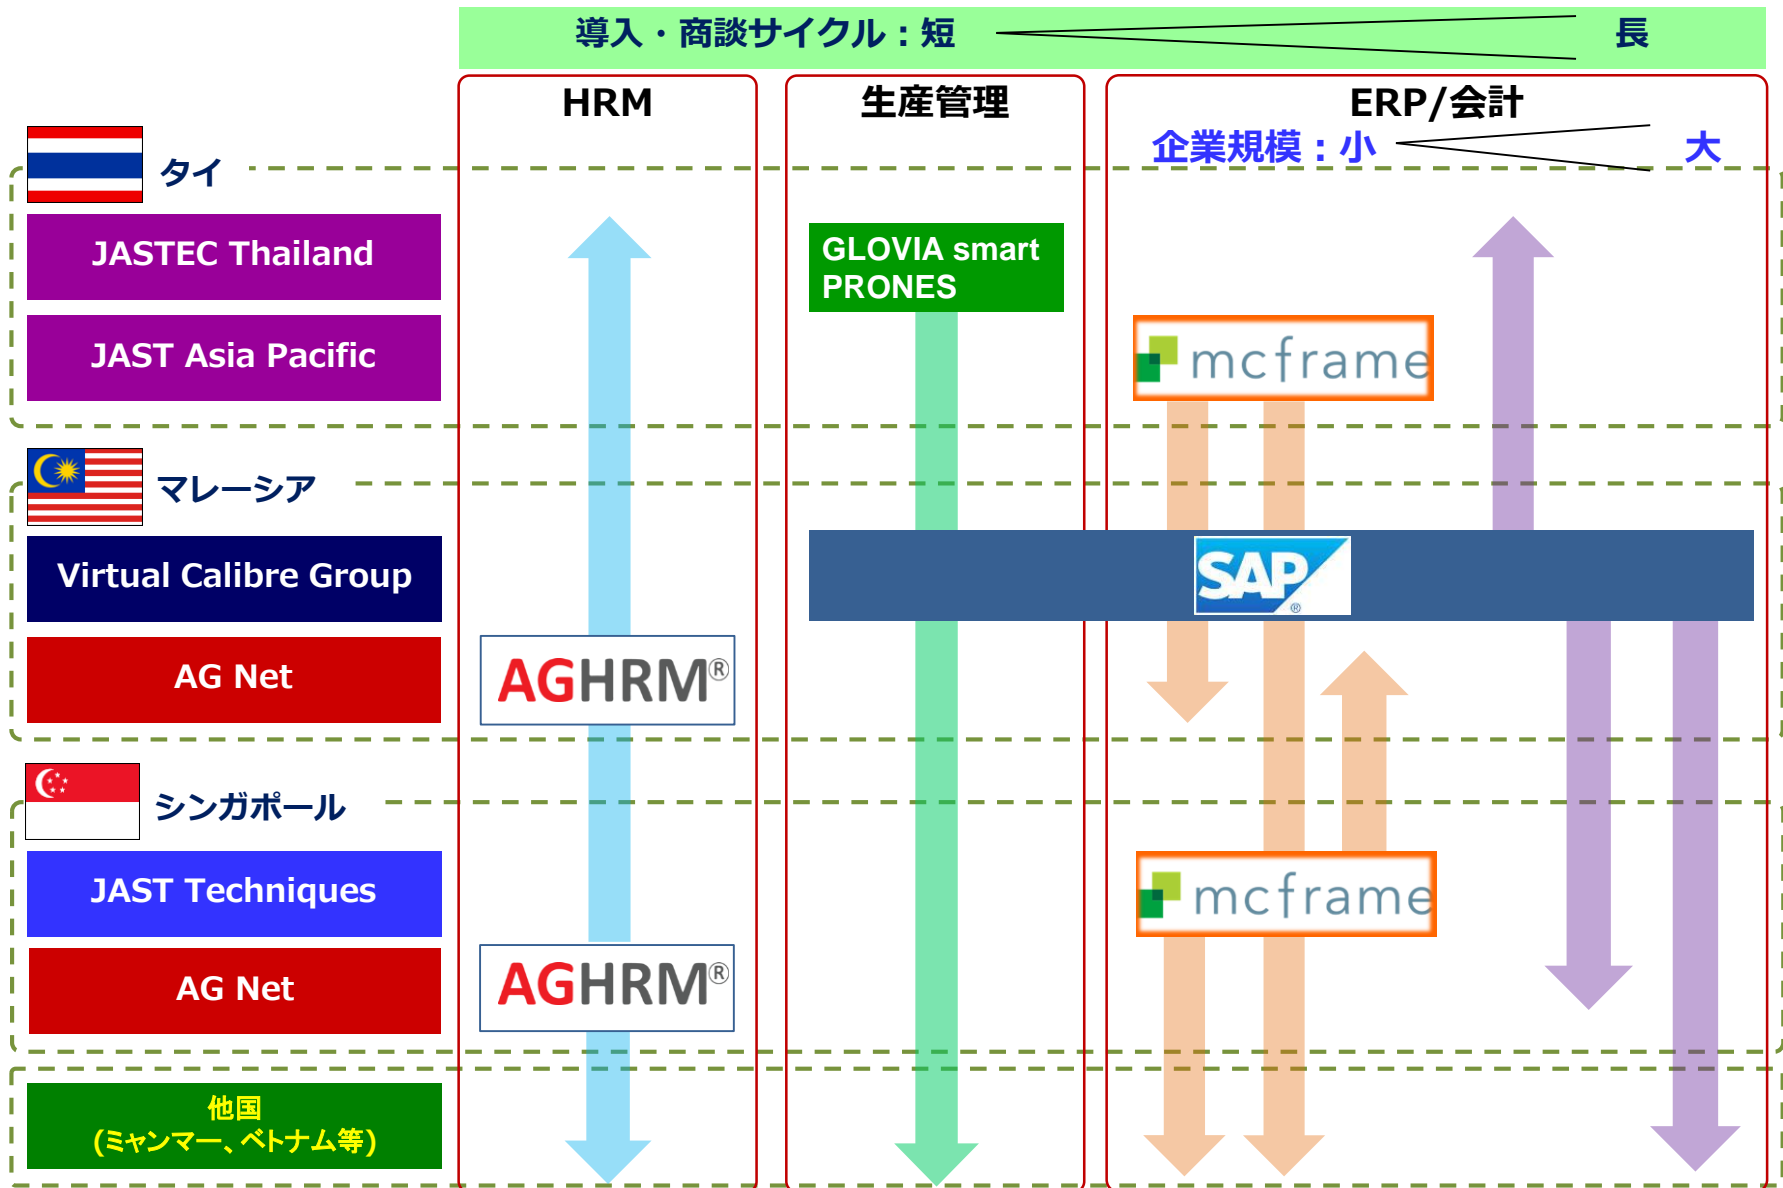 導入・商談サイクル：短 長
HRM
生産管理
ERP/会計
企業規模：小 大
タイ
JASTEC Thailand
GLOVIA smart
PRONES
JAST Asia Pacific
mcframe
マレーシア
Virtual Calibre Group
SAP®
AG Net
AGHRM®
シンガポール
JAST Techniques
mcframe
AG Net
AGHRM®
他国
(ミャンマー、ベトナム等)